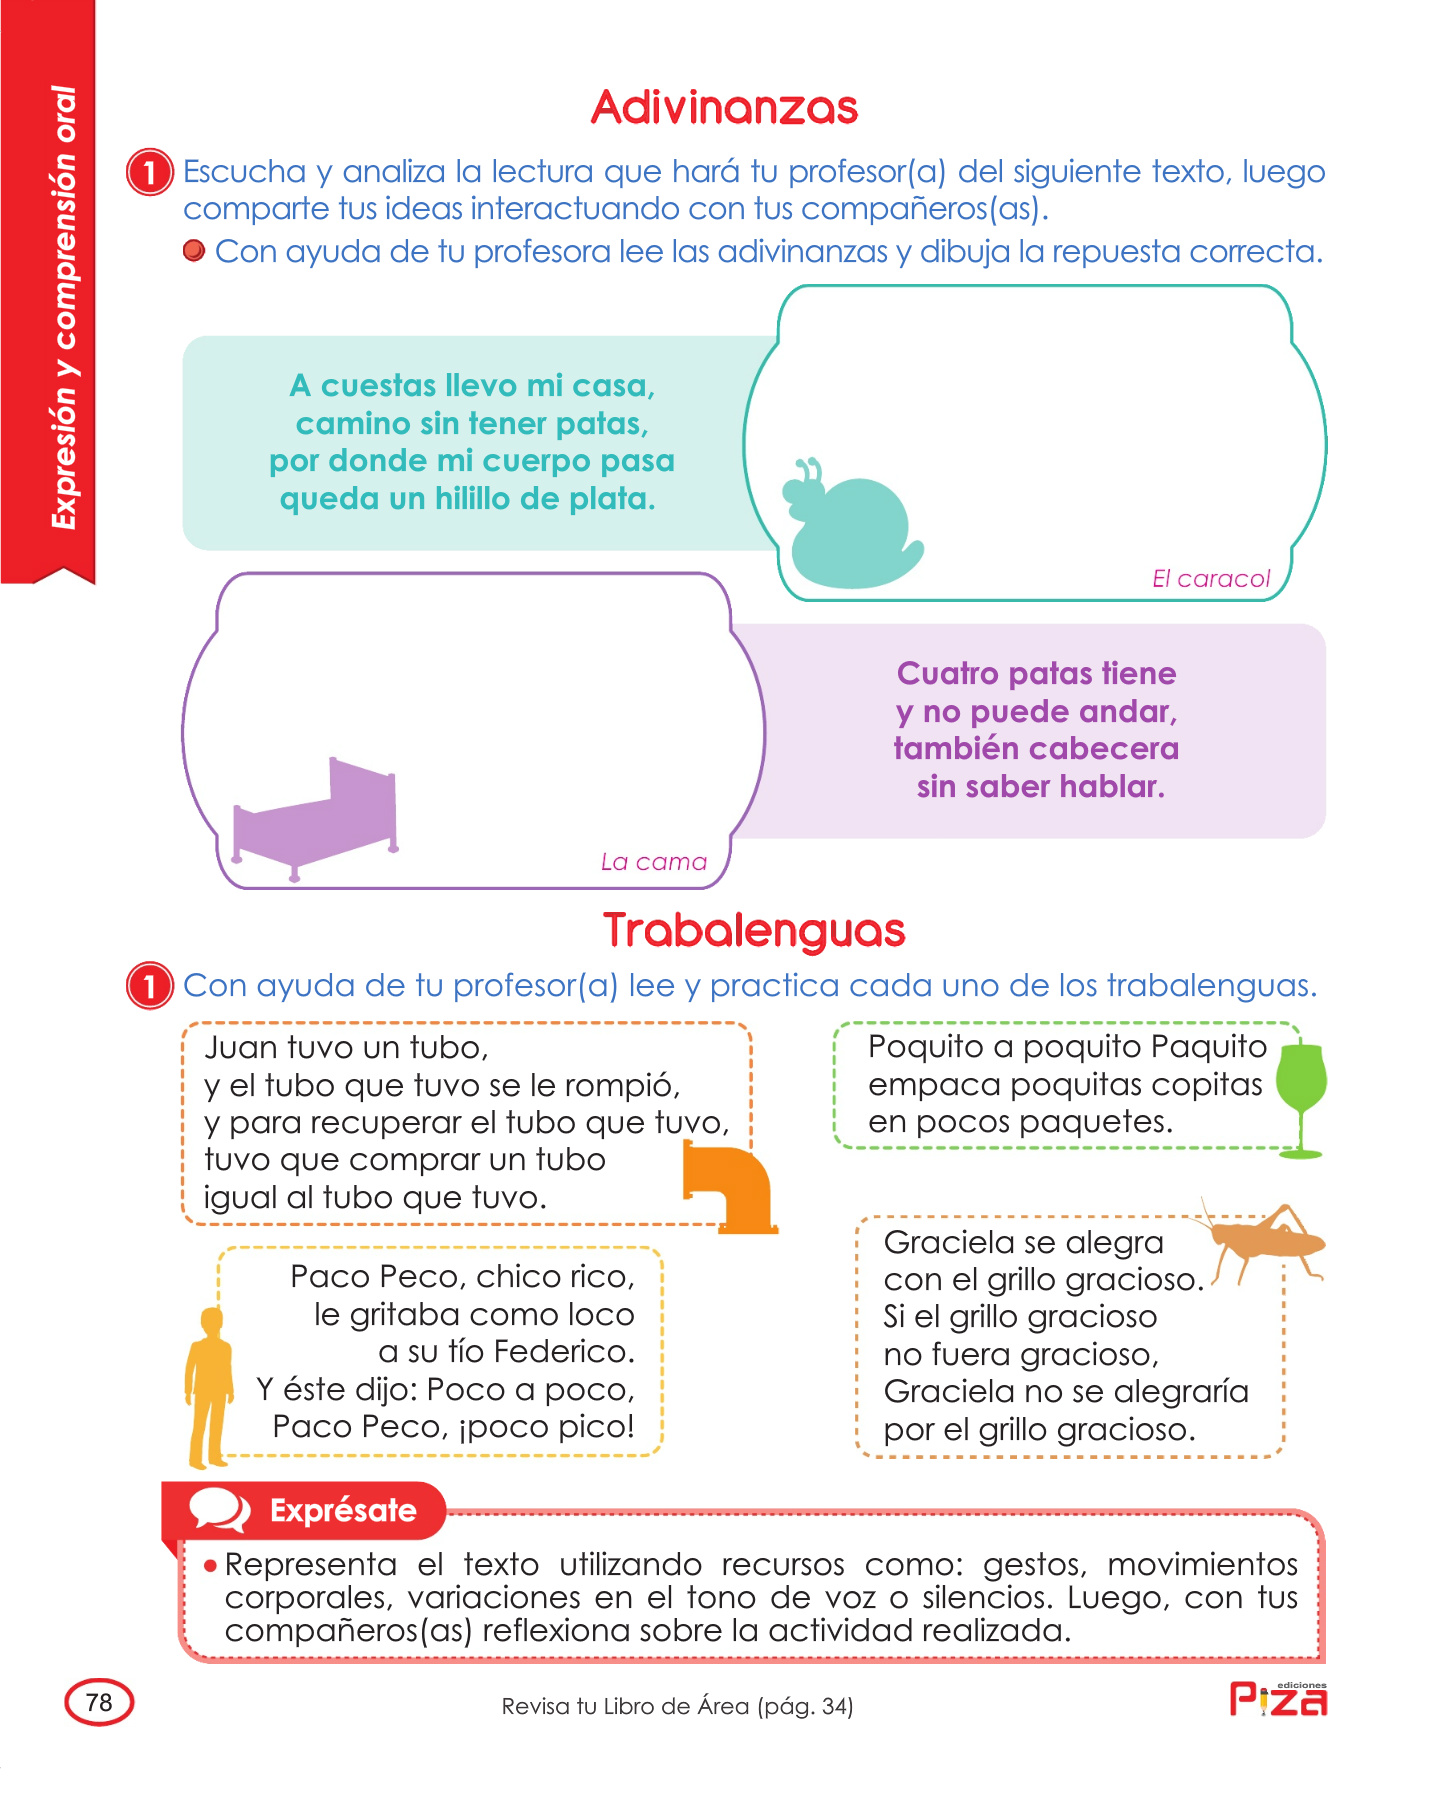 Expresión y comprensión oral
Adivinanzas
1 Escucha y analiza la lectura que hará tu profesor(a) del siguiente texto, luego
comparte tus ideas interactuando con tus compañeros(as).
Con ayuda de tu profesora lee las adivinanzas y dibuja la repuesta correcta.
A cuestas llevo mi casa,
camino sin tener patas,
por donde mi cuerpo pasa
queda un hilillo de plata.
El caracol
Cuatro patas tiene
y no puede andar,
también cabecera
sin saber hablar.
La cama
Trabalenguas
1 Con ayuda de tu profesor(a) lee y practica cada uno de los trabalenguas.
Juan tuvo un tubo,
y el tubo que tuvo se le rompió,
y para recuperar el tubo que tuvo,
tuvo que comprar un tubo
igual al tubo que tuvo.
Poquito a poquito Paquito
empaca poquitas copitas
en pocos paquetes.
Paco Peco, chico rico,
le gritaba como loco
a su tío Federico.
Y éste dijo: Poco a poco,
Paco Peco, ¡poco pico!
Graciela se alegra
con el grillo gracioso.
Si el grillo gracioso
no fuera gracioso,
Graciela no se alegraría
por el grillo gracioso.
Exprésate
• Representa el texto utilizando recursos como: gestos, movimientos
corporales, variaciones en el tono de voz o silencios. Luego, con tus
compañeros(as) reflexiona sobre la actividad realizada.
78
Revisa tu Libro de Área (pág. 34)
ediciones
Piza